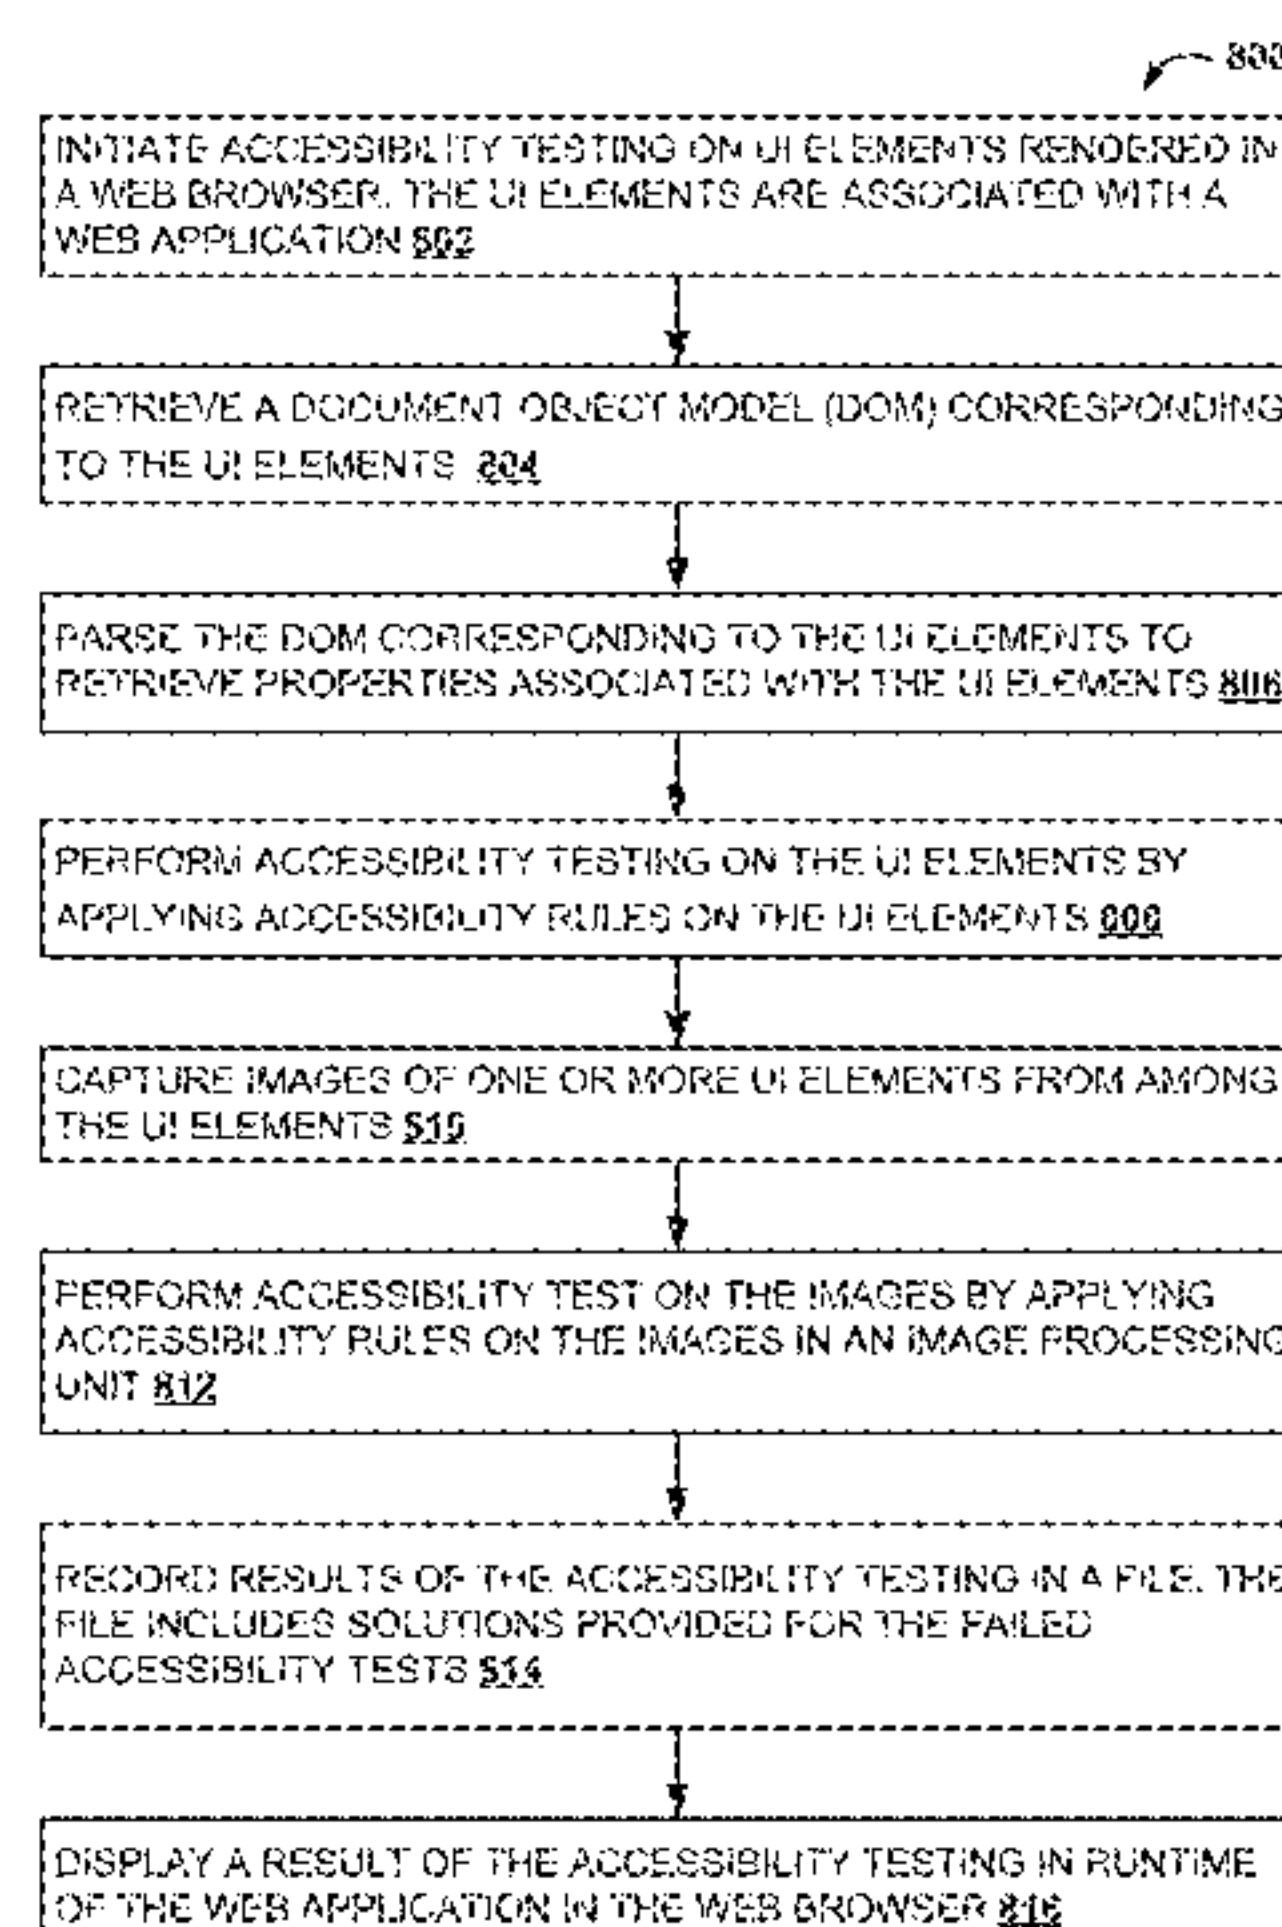 800
INITIATE ACCESSIBILITY TESTING ON UI ELEMENTS RENDERED IN
A WEB BROWSER. THE UI ELEMENTS ARE ASSOCIATED WITH A
WEB APPLICATION 802
RETRIEVE A DOCUMENT OBJECT MODEL (DOM) CORRESPONDING
TO THE UI ELEMENTS 804
PARSE THE DOM CORRESPONDING TO THE UI ELEMENTS TO
RETRIEVE PROPERTIES ASSOCIATED WITH THE UI ELEMENTS 806
PERFORM ACCESSIBILITY TESTING ON THE UI ELEMENTS BY
APPLYING ACCESSIBILITY RULES ON THE UI ELEMENTS 808
CAPTURE IMAGES OF ONE OR MORE UI ELEMENTS FROM AMONG
THE UI ELEMENTS 810
PERFORM ACCESSIBILITY TEST ON THE IMAGES BY APPLYING
ACCESSIBILITY RULES ON THE IMAGES IN AN IMAGE PROCESSING
UNIT 812
RECORD RESULTS OF THE ACCESSIBILITY TESTING IN A FILE. THE
FILE INCLUDES SOLUTIONS PROVIDED FOR THE FAILED
ACCESSIBILITY TESTS 814
DISPLAY A RESULT OF THE ACCESSIBILITY TESTING IN RUNTIME
OF THE WEB APPLICATION IN THE WEB BROWSER 816